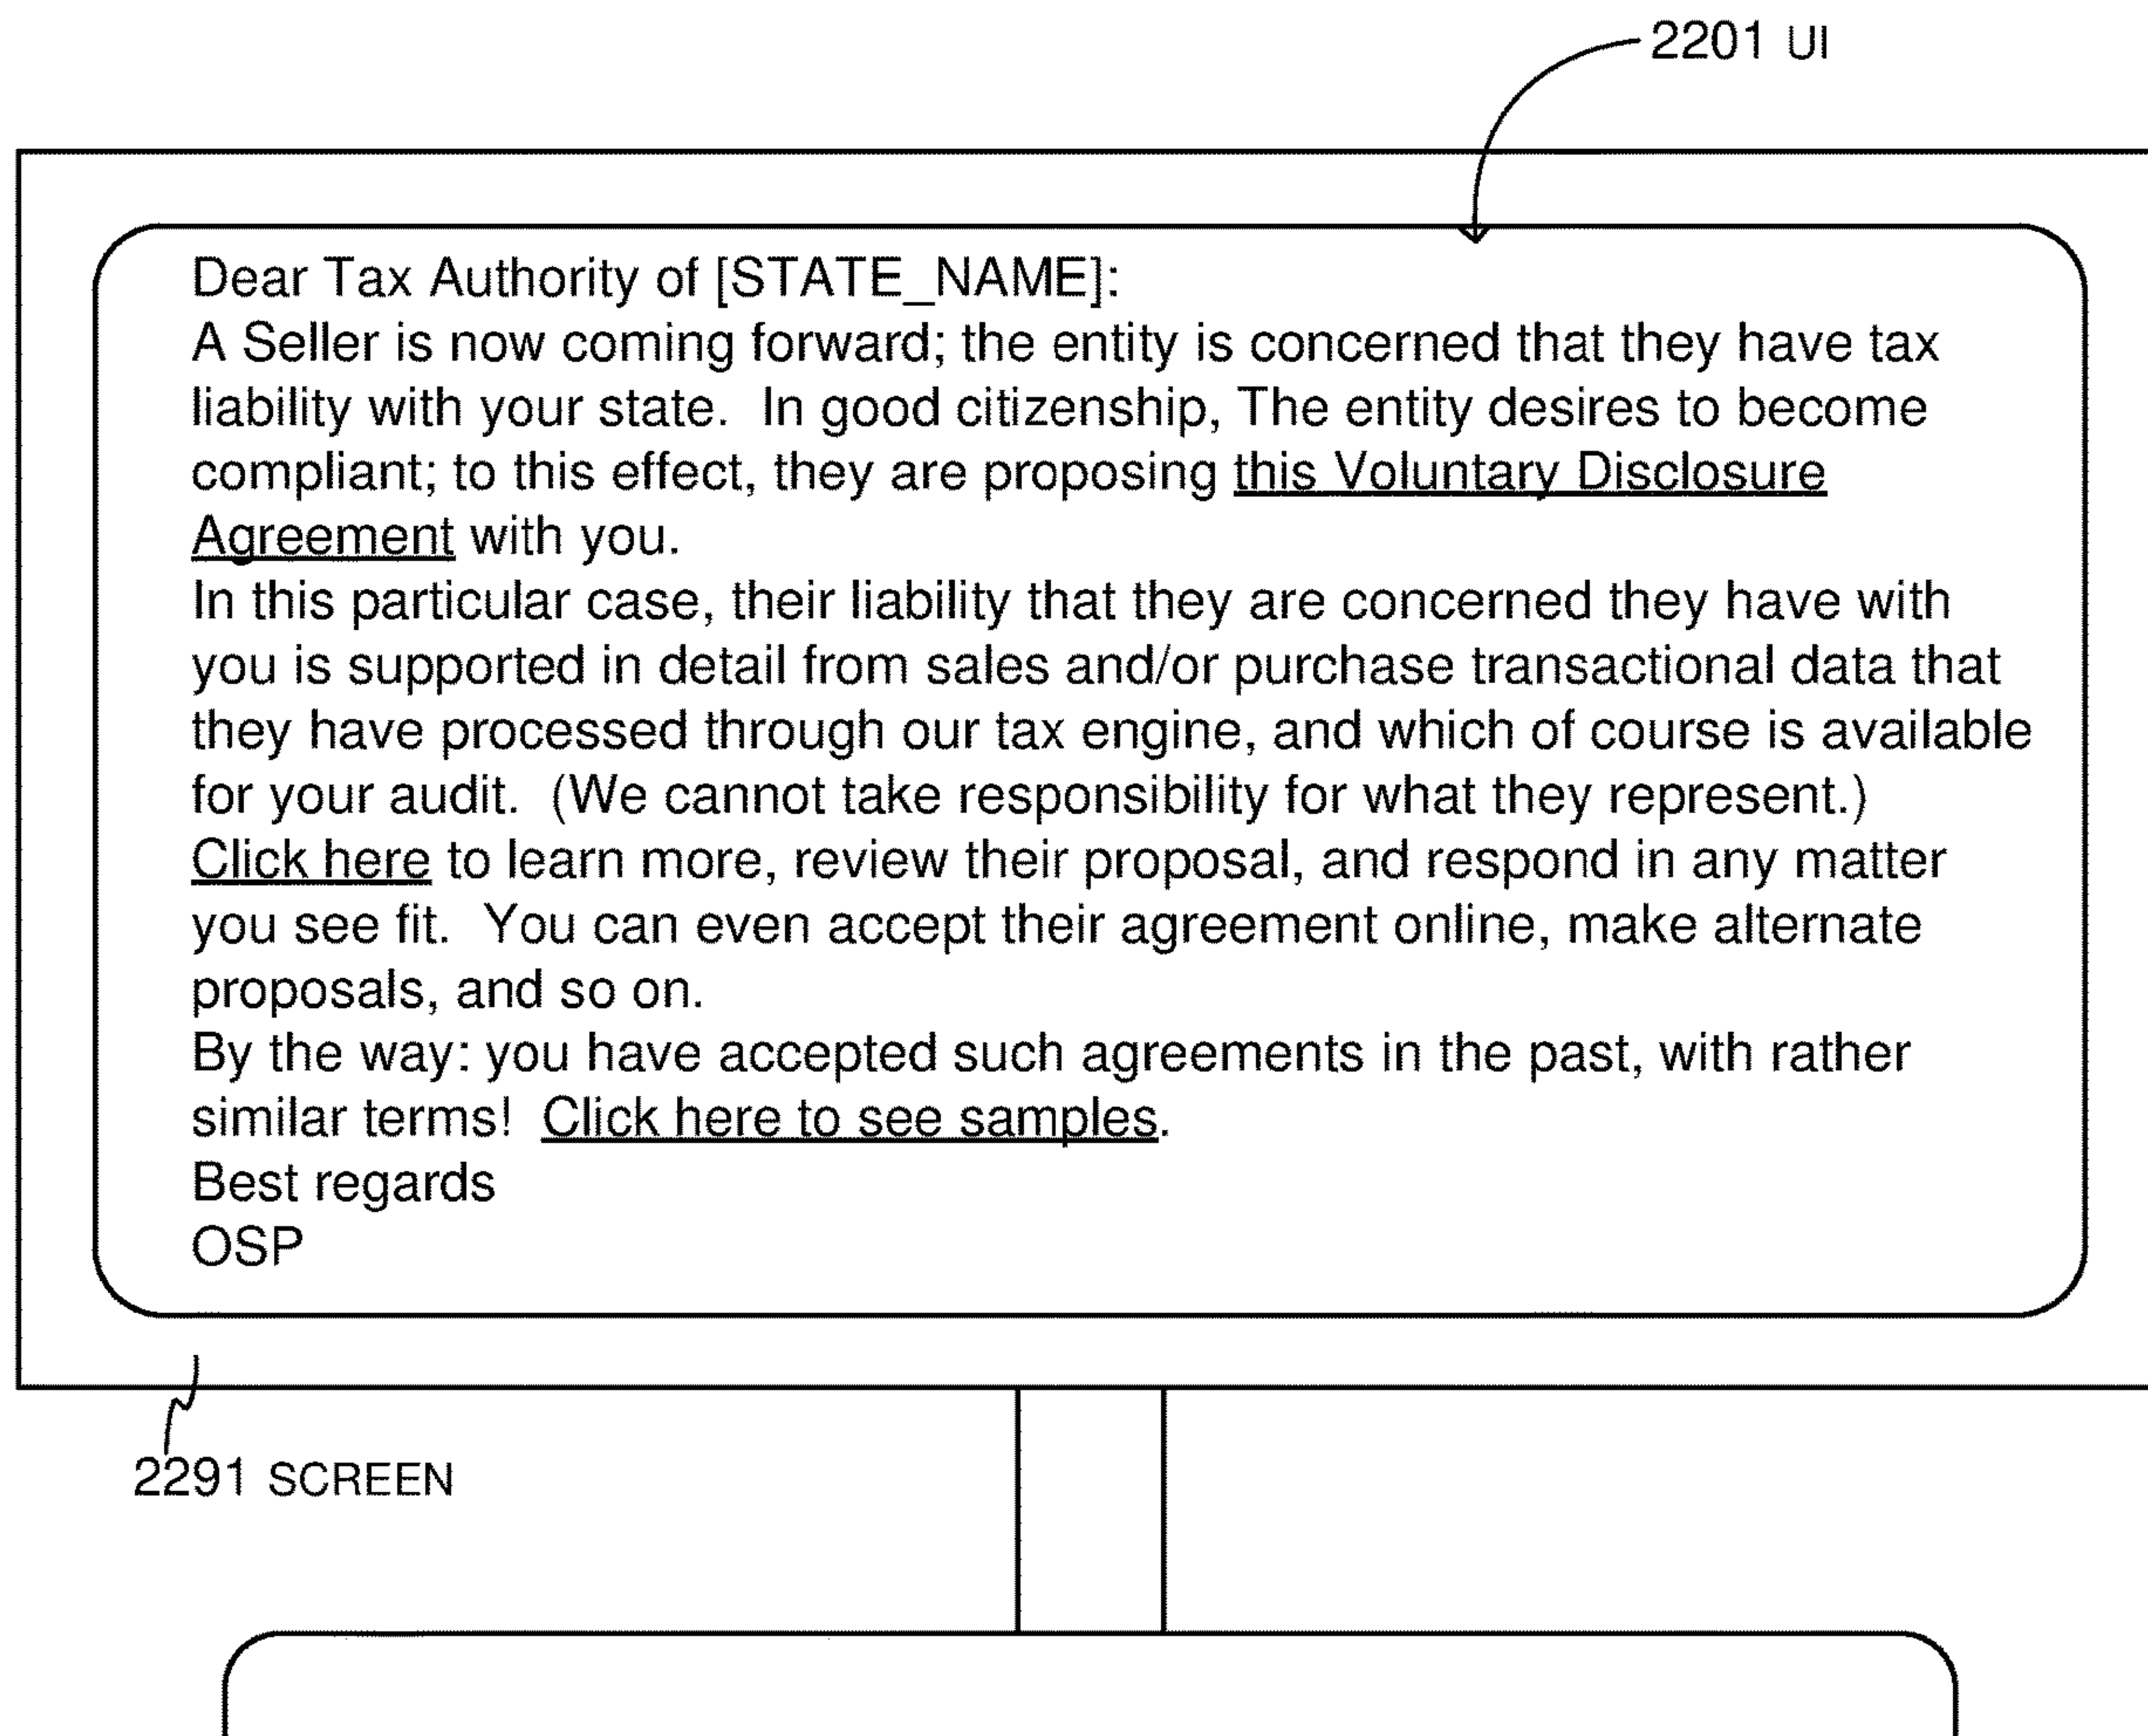 2201 UI
Dear Tax Authority of [STATE_NAME]:
A Seller is now coming forward; the entity is concerned that they have tax
liability with your state.  In good citizenship, The entity desires to become
compliant; to this effect, they are proposing this Voluntary Disclosure
Agreement with you.
In this particular case, their liability that they are concerned they have with
you is supported in detail from sales and/or purchase transactional data that
they have processed through our tax engine, and which of course is available
for your audit.  (We cannot take responsibility for what they represent.)
Click here to learn more, review their proposal, and respond in any matter
you see fit.  You can even accept their agreement online, make alternate
proposals, and so on.
By the way: you have accepted such agreements in the past, with rather
similar terms!  Click here to see samples.
Best regards
OSP
2291 SCREEN